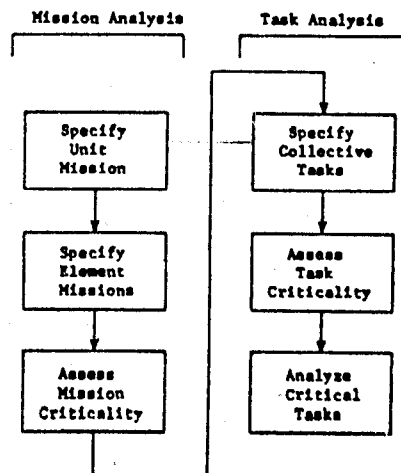 Mission Analysis
Task Analysis
Specify
Unit
Mission
Specify
Element
Missions
Assess
Mission
Criticality
Specify
Collective
Tasks
Assess
Task
Criticality
Analyze
Critical
Tasks